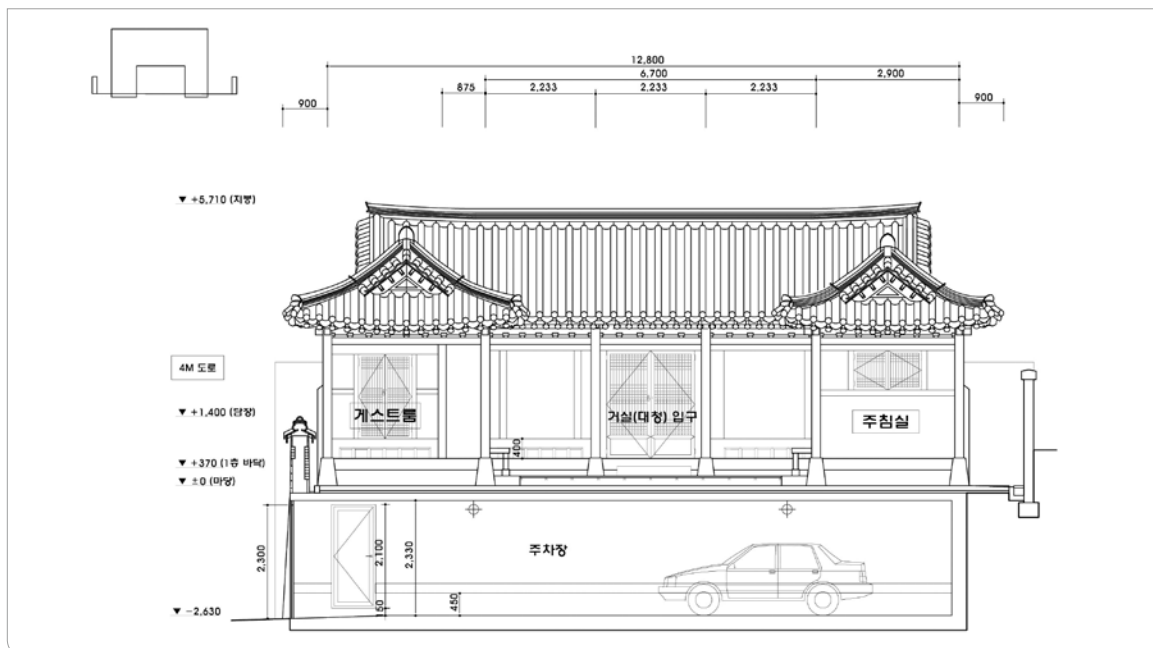 12,800
6,700
2,900
875
2,233
2,233
2,233
900
900
▼ +5,710 (지붕)
4M 도로
▼ +1,400 (담장)
게스트룸
거실(대청) 입구
주침실
400
▼ +370 (1층 바닥)
▼ ±0 (마당)
주차장
2,300
2,100
2,330
150
450
▼ -2,630